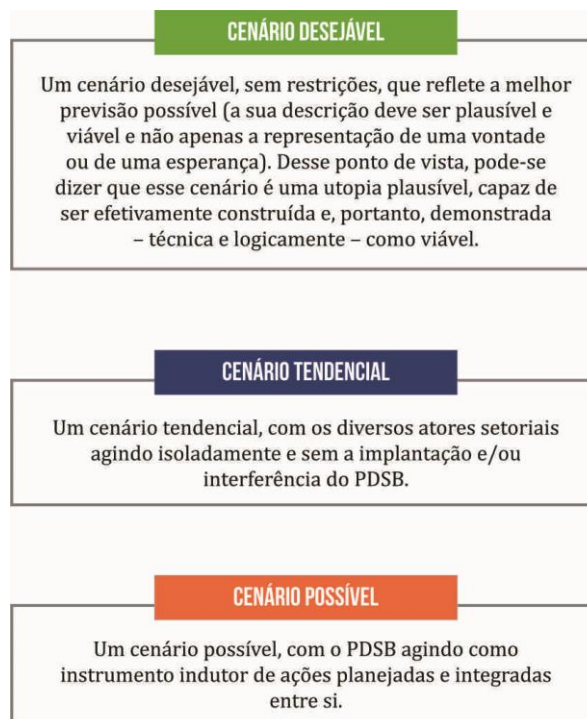 CENÁRIO DESEJÁVEL
Um cenário desejável, sem restrições, que reflete a melhor
previsão possível (a sua descrição deve ser plausível e
viável e não apenas a representação de uma vontade
ou de uma esperança). Desse ponto de vista, pode-se
dizer que esse cenário é uma utopia plausível, capaz de
ser efetivamente construída e, portanto, demonstrada
– técnica e logicamente – como viável.
CENÁRIO TENDENCIAL
Um cenário tendencial, com os diversos atores setoriais
agindo isoladamente e sem a implantação e/ou
interferência do PDSB.
CENÁRIO POSSÍVEL
Um cenário possível, com o PDSB agindo como
instrumento indutor de ações planejadas e integradas
entre si.